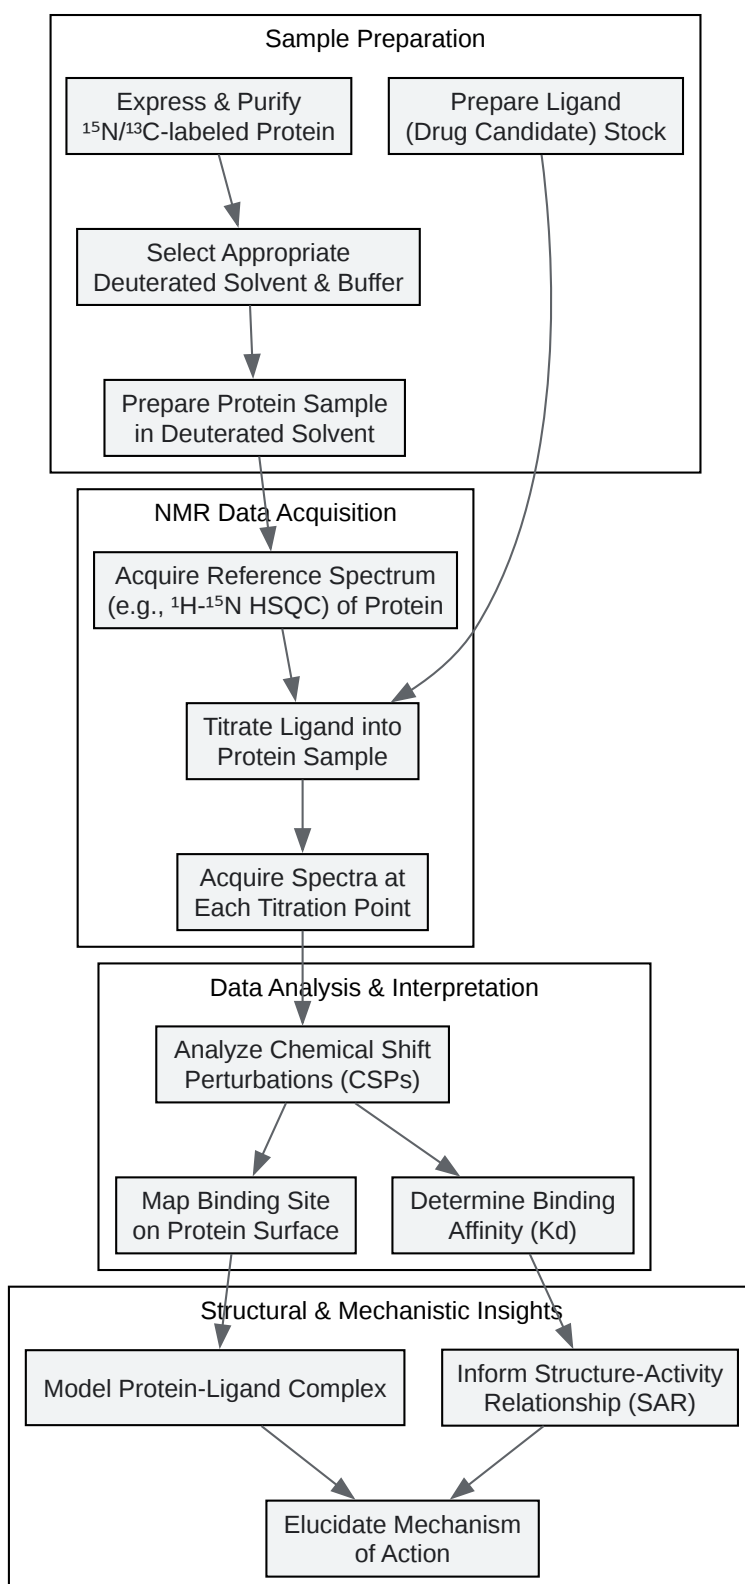 Sample Preparation
Express & Purify
¹⁵N/¹³C-labeled Protein
Prepare Ligand
(Drug Candidate) Stock
Select Appropriate
Deuterated Solvent & Buffer
Prepare Protein Sample
in Deuterated Solvent
NMR Data Acquisition
Acquire Reference Spectrum
(e.g., ¹H-¹⁵N HSQC) of Protein
Titrate Ligand into
Protein Sample
Acquire Spectra at
Each Titration Point
Data Analysis & Interpretation
Analyze Chemical Shift
Perturbations (CSPs)
Map Binding Site
on Protein Surface
Determine Binding
Affinity (Kd)
Structural & Mechanistic Insights
Model Protein-Ligand Complex
Inform Structure-Activity
Relationship (SAR)
Elucidate Mechanism
of Action